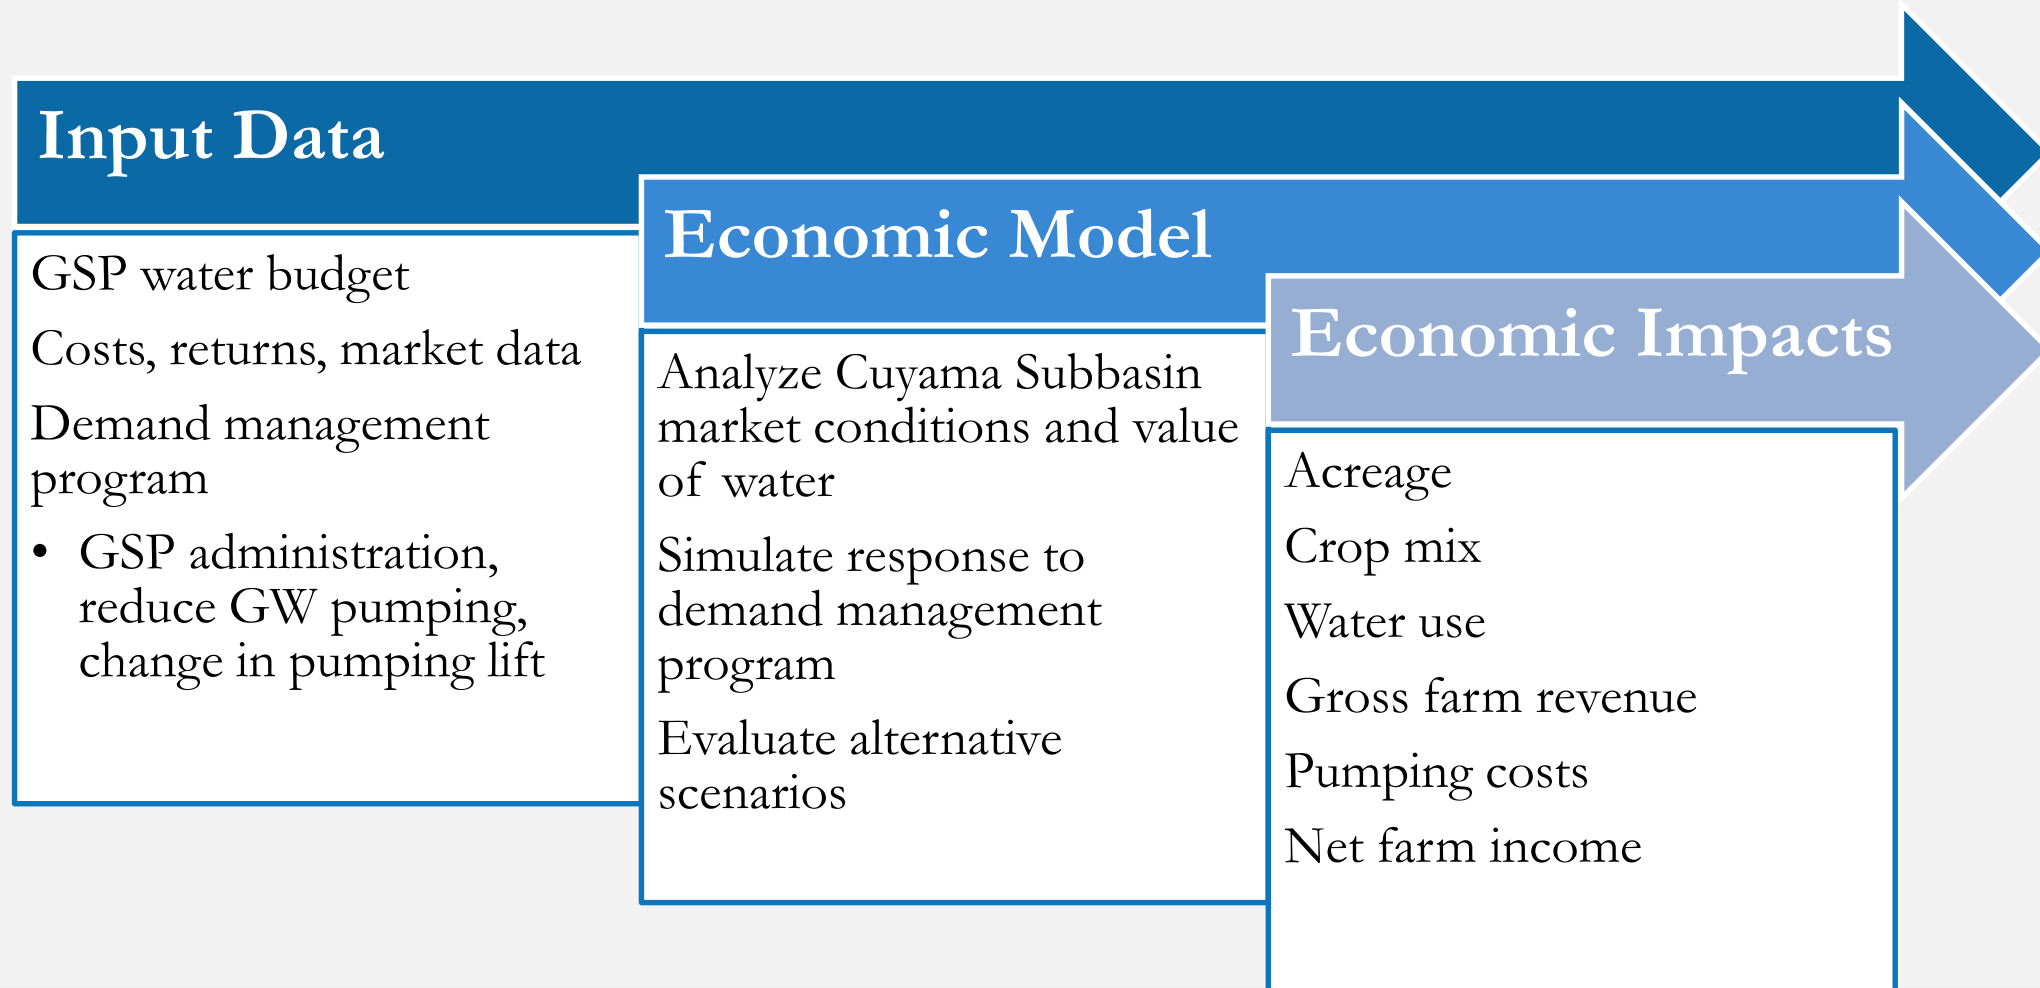 Input Data
GSP water budget
Costs, returns, market data
Demand management
program
• GSP administration,
reduce GW pumping,
change in pumping lift
Economic Model
Analyze Cuyama Subbasin
market conditions and value
of water
Simulate response to
demand management
program
Evaluate alternative
scenarios
Economic Impacts
Acreage
Crop mix
Water use
Gross farm revenue
Pumping costs
Net farm income